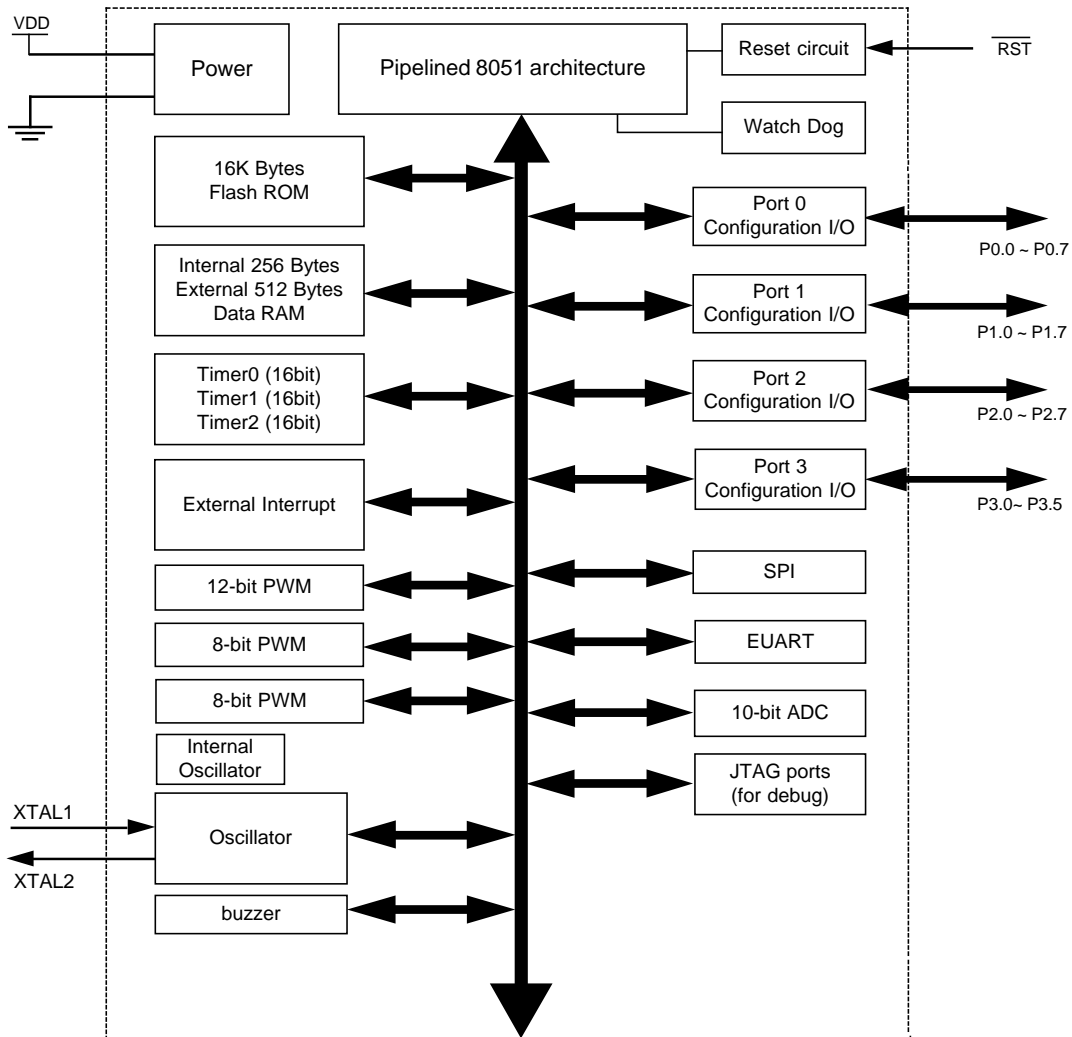 VDD
Power
Pipelined 8051 architecture
Reset circuit
RST
Watch Dog
16K Bytes
Flash ROM
Port 0
Configuration I/O
P0.0 ~ P0.7
Internal 256 Bytes
External 512 Bytes
Data RAM
Port 1
Configuration I/O
P1.0 ~ P1.7
Timer0 (16bit)
Timer1 (16bit)
Timer2 (16bit)
Port 2
Configuration I/O
P2.0 ~ P2.7
External Interrupt
Port 3
Configuration I/O
P3.0~ P3.5
12-bit PWM
SPI
8-bit PWM
EUART
8-bit PWM
10-bit ADC
Internal
Oscillator
JTAG ports
(for debug)
XTAL1
Oscillator
XTAL2
buzzer